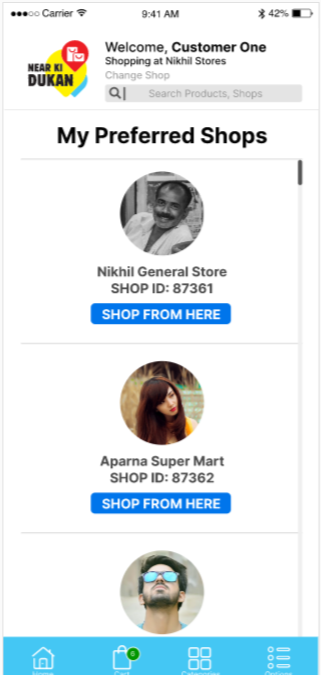 Carrier 9:41 AM 42%
NEAR KI
DUKAN
Welcome, Customer One
Shopping at Nikhil Stores
Change Shop
Search Products, Shops
My Preferred Shops
Nikhil General Store
SHOP ID: 87361
SHOP FROM HERE
Aparna Super Mart
SHOP ID: 87362
SHOP FROM HERE
Home Cart Categories Options